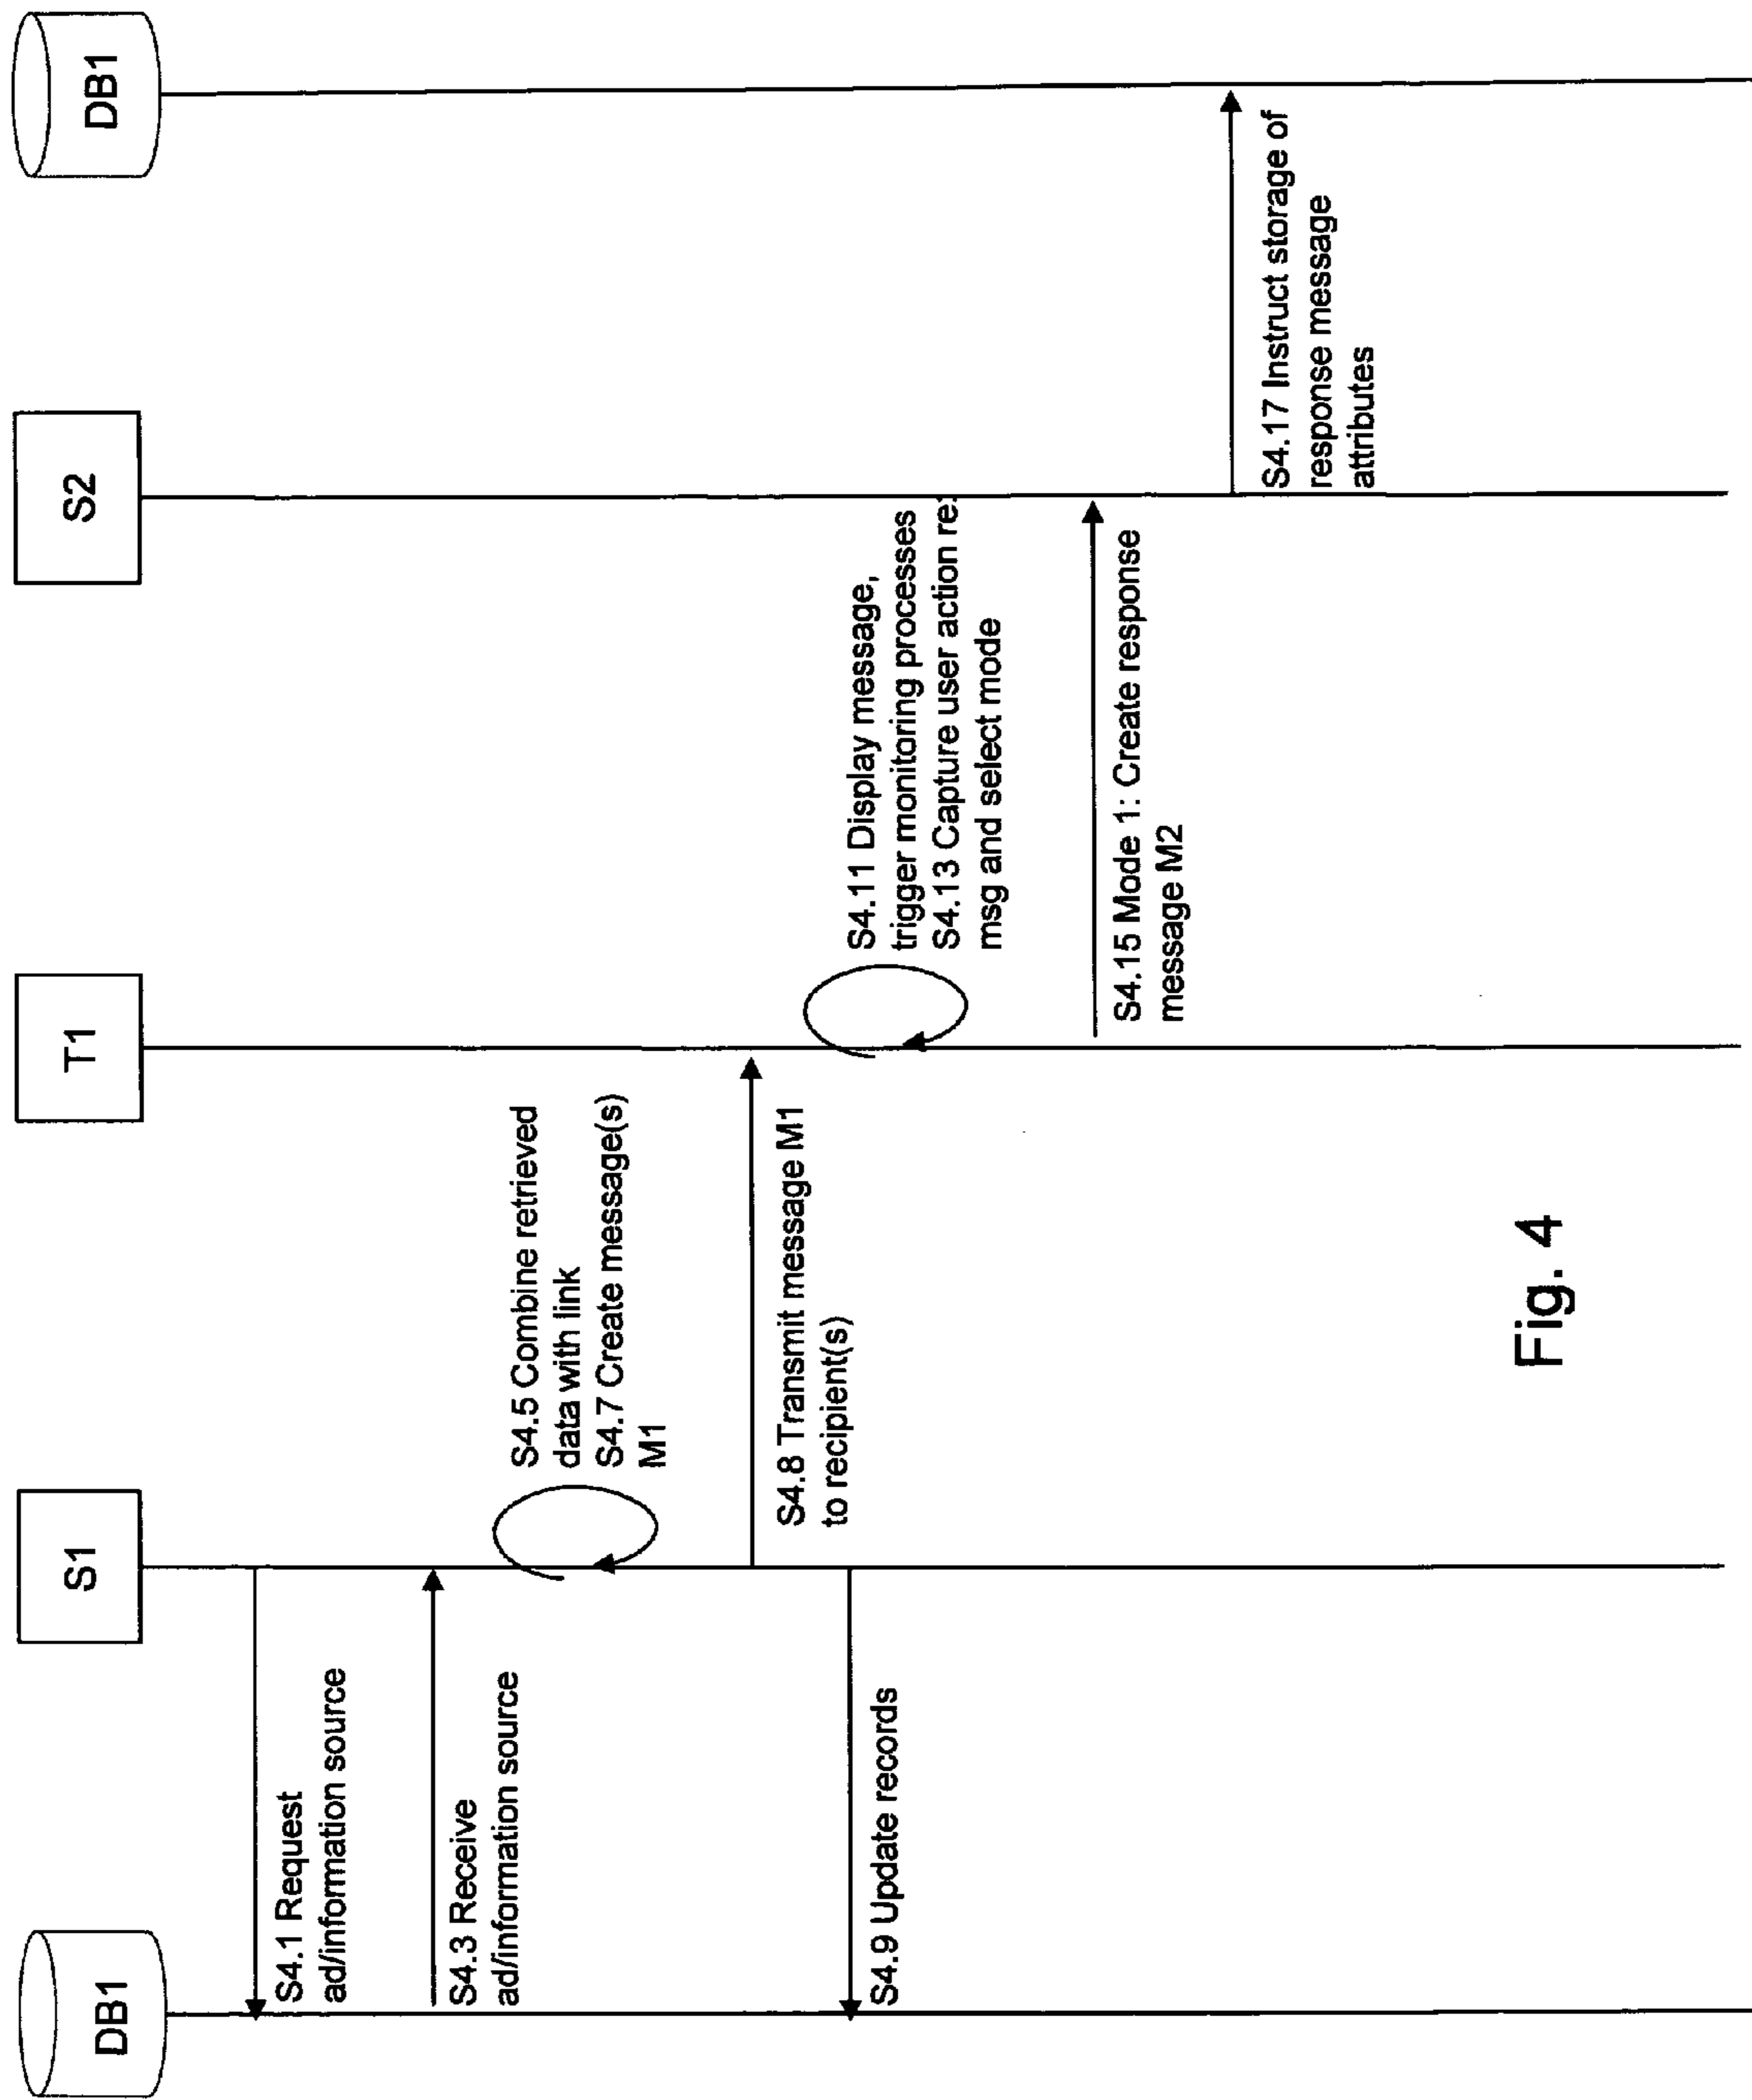 DB1
S1
T1
S2
DB1
S4.1 Request
ad/information source
S4.3 Receive
ad/information source
S4.5 Combine retrieved
data with link
S4.7 Create message(s)
M1
S4.8 Transmit message M1
to recipient(s)
S4.9 Update records
S4.11 Display message,
trigger monitoring processes
S4.13 Capture user action re:
msg and select mode
S4.15 Mode 1: Create response
message M2
S4.17 Instruct storage of
response message
attributes
Fig. 4